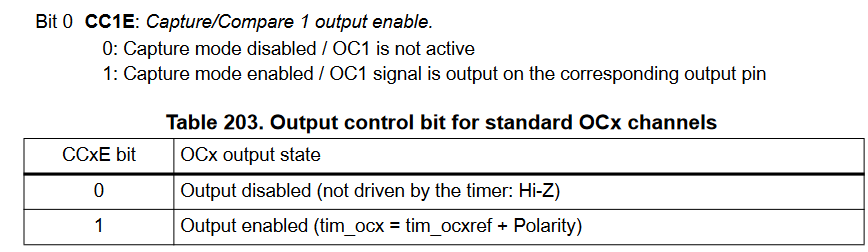 Bit 0 CC1E: Capture/Compare 1 output enable.
0: Capture mode disabled / OC1 is not active
1: Capture mode enabled / OC1 signal is output on the corresponding output pin
Table 203. Output control bit for standard OCx channels
CCxE bit OCx output state
0 Output disabled (not driven by the timer: Hi-Z)
1 Output enabled (tim_ocx = tim_ocxref + Polarity)